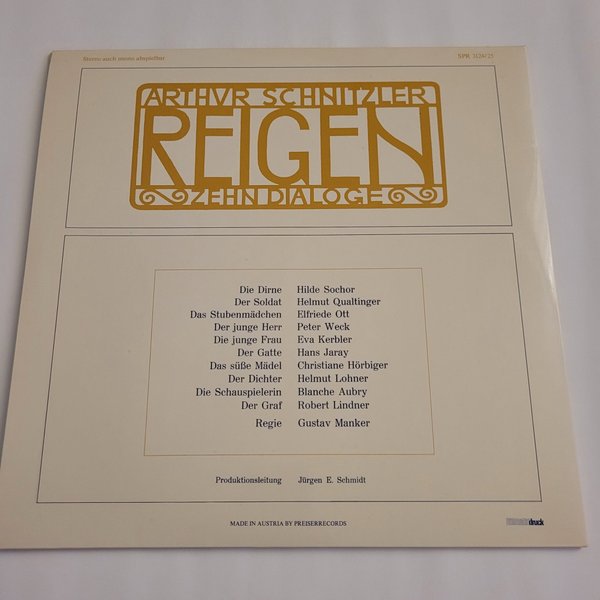 Stereo auch mono abspielbar
SPR 3124/25
ARTHVR SCHNITZLER
REIGEN
ZEHN DIALOGE
Die Dirne Hilde Sochor
Der Soldat Helmut Qualtinger
Das Stubenmädchen Elfriede Ott
Der junge Herr Peter Weck
Die junge Frau Eva Kerbler
Der Gatte Hans Jaray
Das süße Mädel Christiane Hörbiger
Der Dichter Helmut Lohner
Die Schauspielerin Blanche Aubry
Der Graf Robert Lindner
Regie Gustav Manker
Produktionsleitung Jürgen E. Schmidt
MADE IN AUSTRIA BY PREISERRECORDS
druck